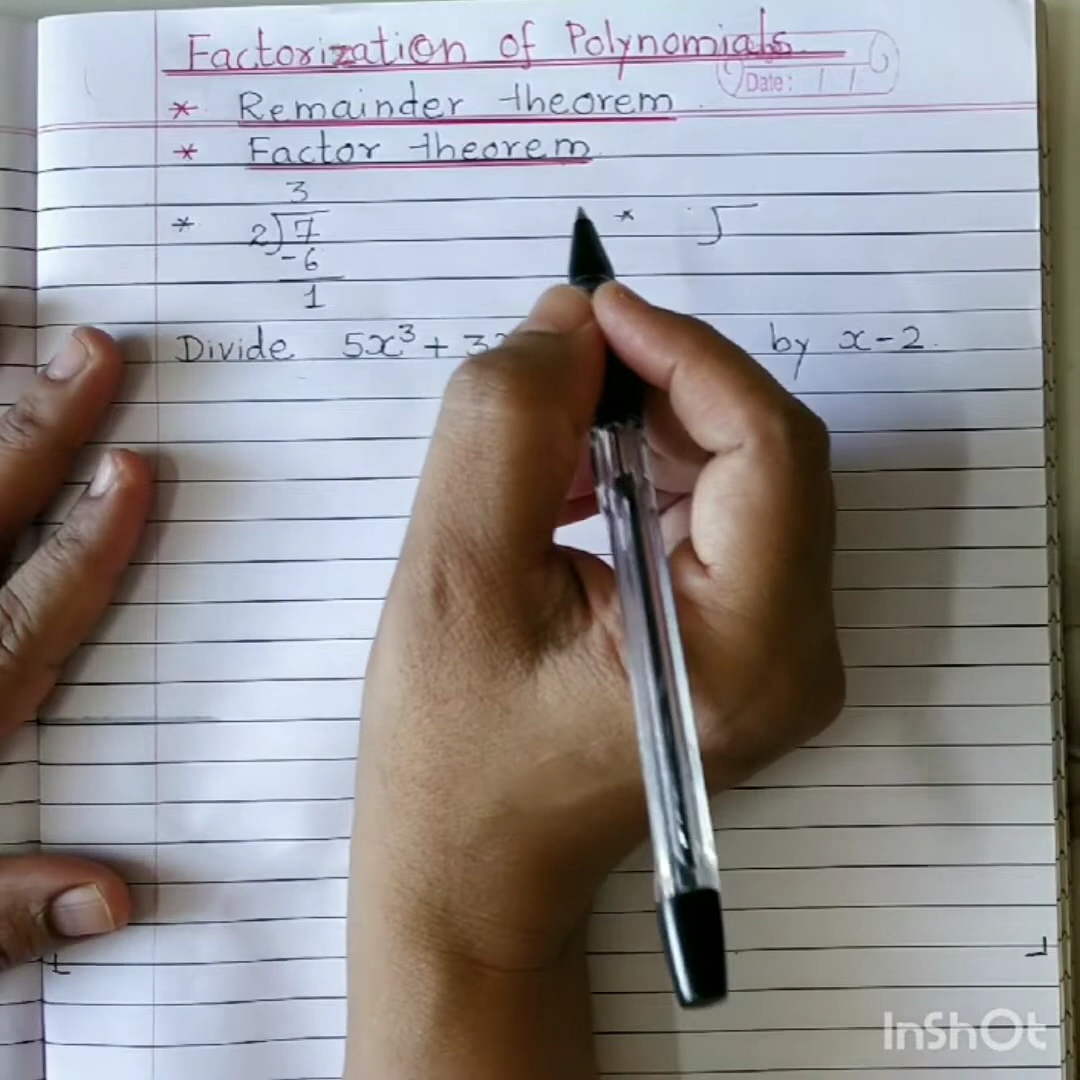 Factorization of Polynomials
Date: / /
* Remainder theorem
* Factor theorem
3
* 2)7 *
-6
1
Divide 5x³ + 3 by x-2.
InShOt